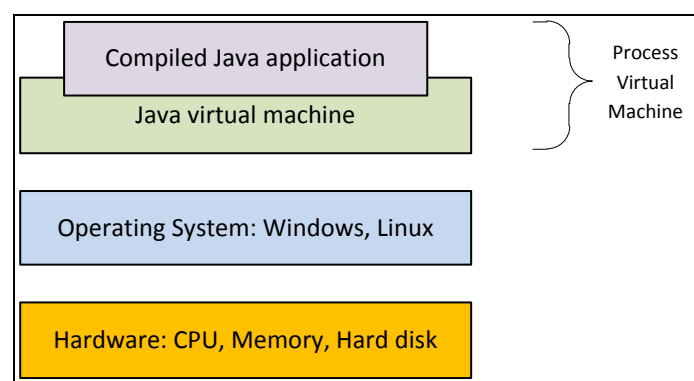 Compiled Java application
Java virtual machine
Operating System: Windows, Linux
Hardware: CPU, Memory, Hard disk
Process
Virtual
Machine